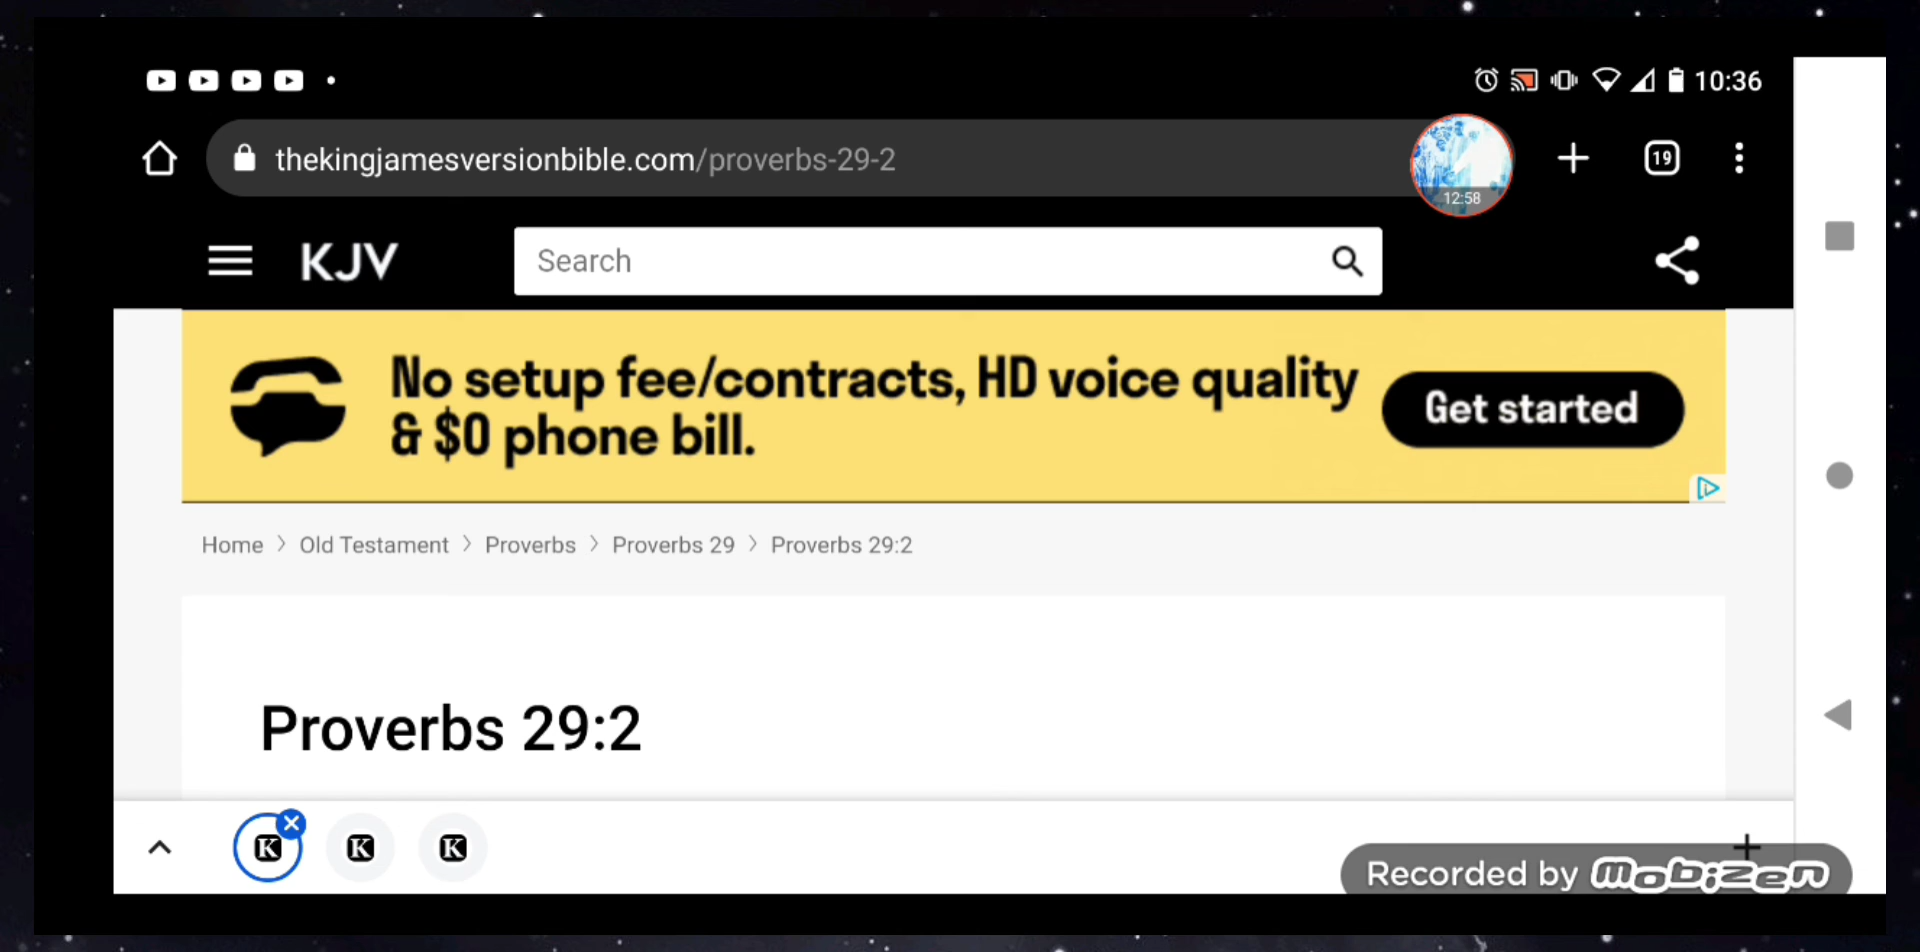 10:36
thekingjamesversionbible.com/proverbs-29-2
12:58
19
KJV
Search
No setup fee/contracts, HD voice quality
& $0 phone bill.
Get started
Home > Old Testament > Proverbs > Proverbs 29 > Proverbs 29:2
Proverbs 29:2
K
K
K
Recorded by Mobizen